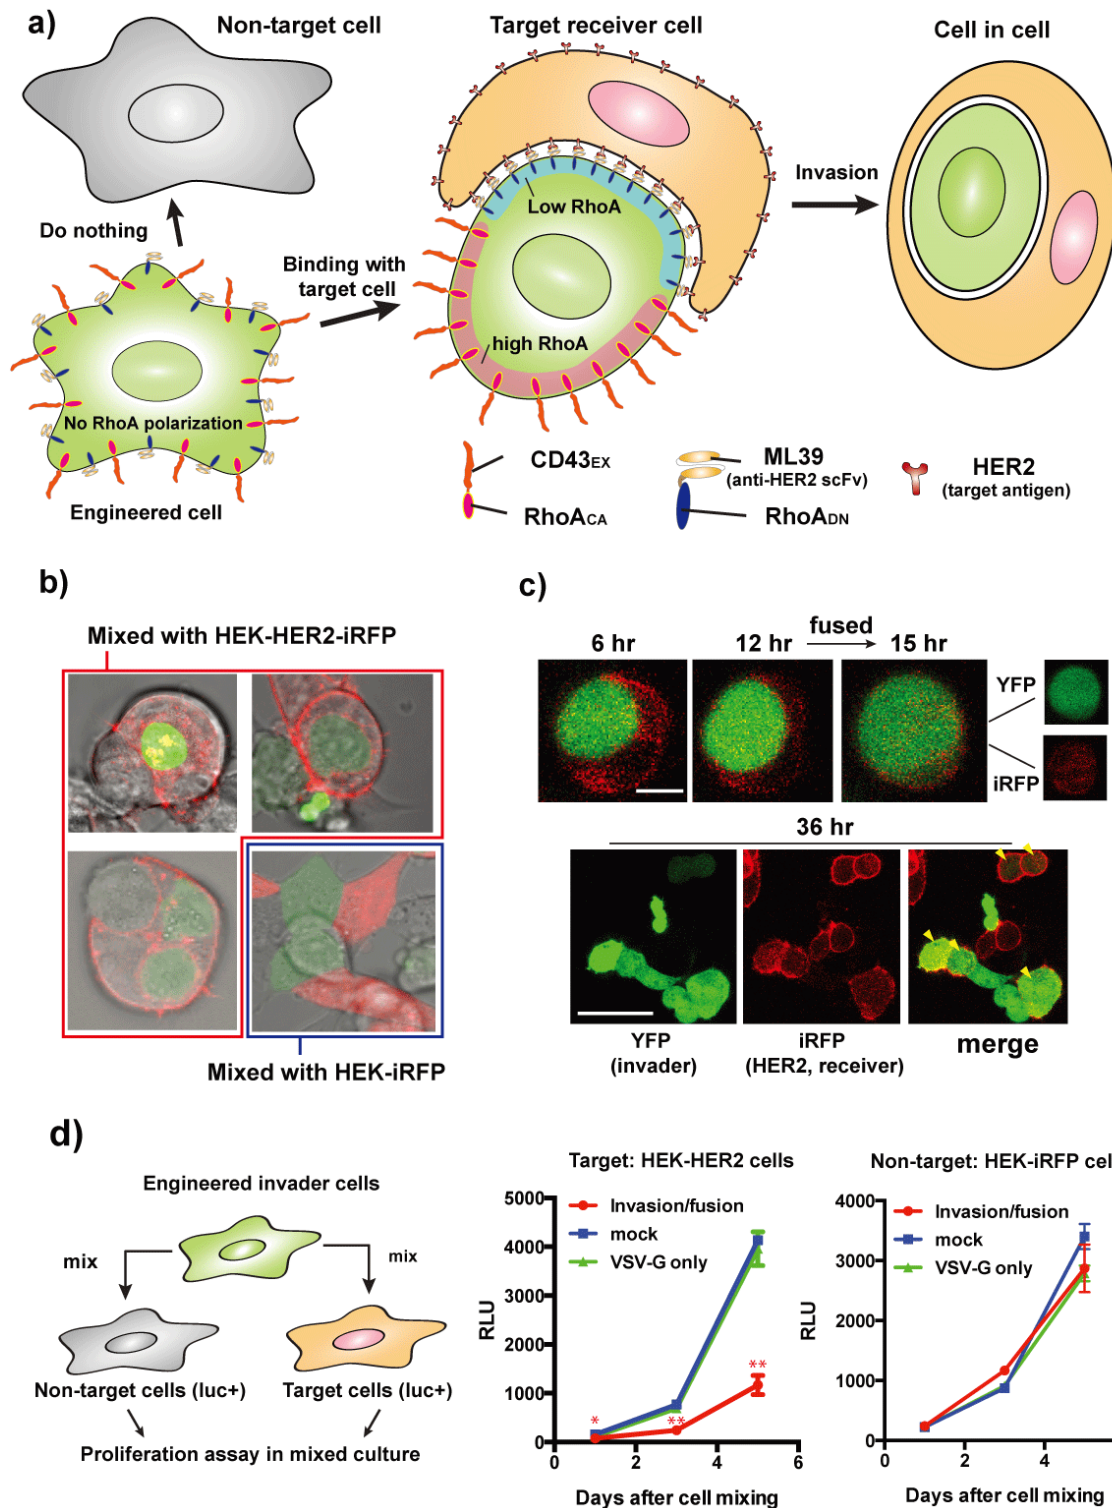 a)
Non-target cell
Target receiver cell
Cell in cell
Low RhoA
Invasion
Do nothing
Binding with
target cell
high RhoA
No RhoA polarization
Engineered cell
CD43EX
RhoACA
ML39
(anti-HER2 scFv)
RhoADN
HER2
(target antigen)
b)
Mixed with HEK-HER2-iRFP
Mixed with HEK-iRFP
c)
fused
6 hr
12 hr
15 hr
YFP
iRFP
36 hr
YFP
(invader)
iRFP
(HER2, receiver)
merge
d)
Engineered invader cells
mix
mix
Non-target cells (luc+)
Target cells (luc+)
Proliferation assay in mixed culture
Target: HEK-HER2 cells
5000
4000
3000
2000
1000
0
RLU
Invasion/fusion
mock
VSV-G only
*
**
**
0 2 4 6
Days after cell mixing
Non-target: HEK-iRFP cel
4000
3000
2000
1000
0
RLU
Invasion/fusion
mock
VSV-G only
0 2 4
Days after cell mixing